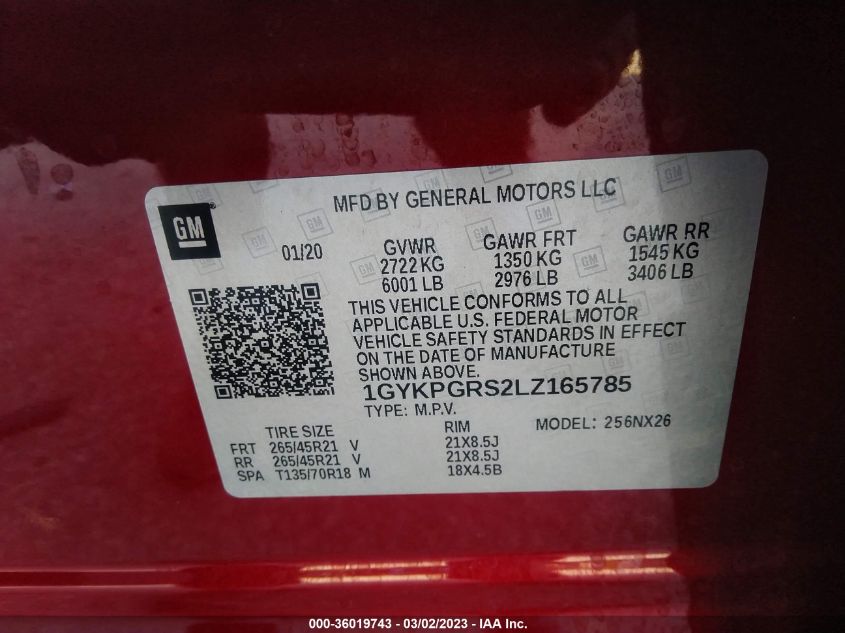 MFD BY GENERAL MOTORS LLC
GM
01/20
GVWR
2722 KG
6001 LB
GAWR FRT
1350 KG
2976 LB
GAWR RR
1545 KG
3406 LB
THIS VEHICLE CONFORMS TO ALL
APPLICABLE U.S. FEDERAL MOTOR
VEHICLE SAFETY STANDARDS IN EFFECT
ON THE DATE OF MANUFACTURE
SHOWN ABOVE.
1GYKPGRS2LZ165785
TYPE: M.P.V.
MODEL: 256NX26
TIRE SIZE RIM
FRT 265/45R21 V 21X8.5J
RR 265/45R21 V 21X8.5J
SPA T135/70R18 M 18X4.5B
000-36019743 - 03/02/2023 - IAA Inc.